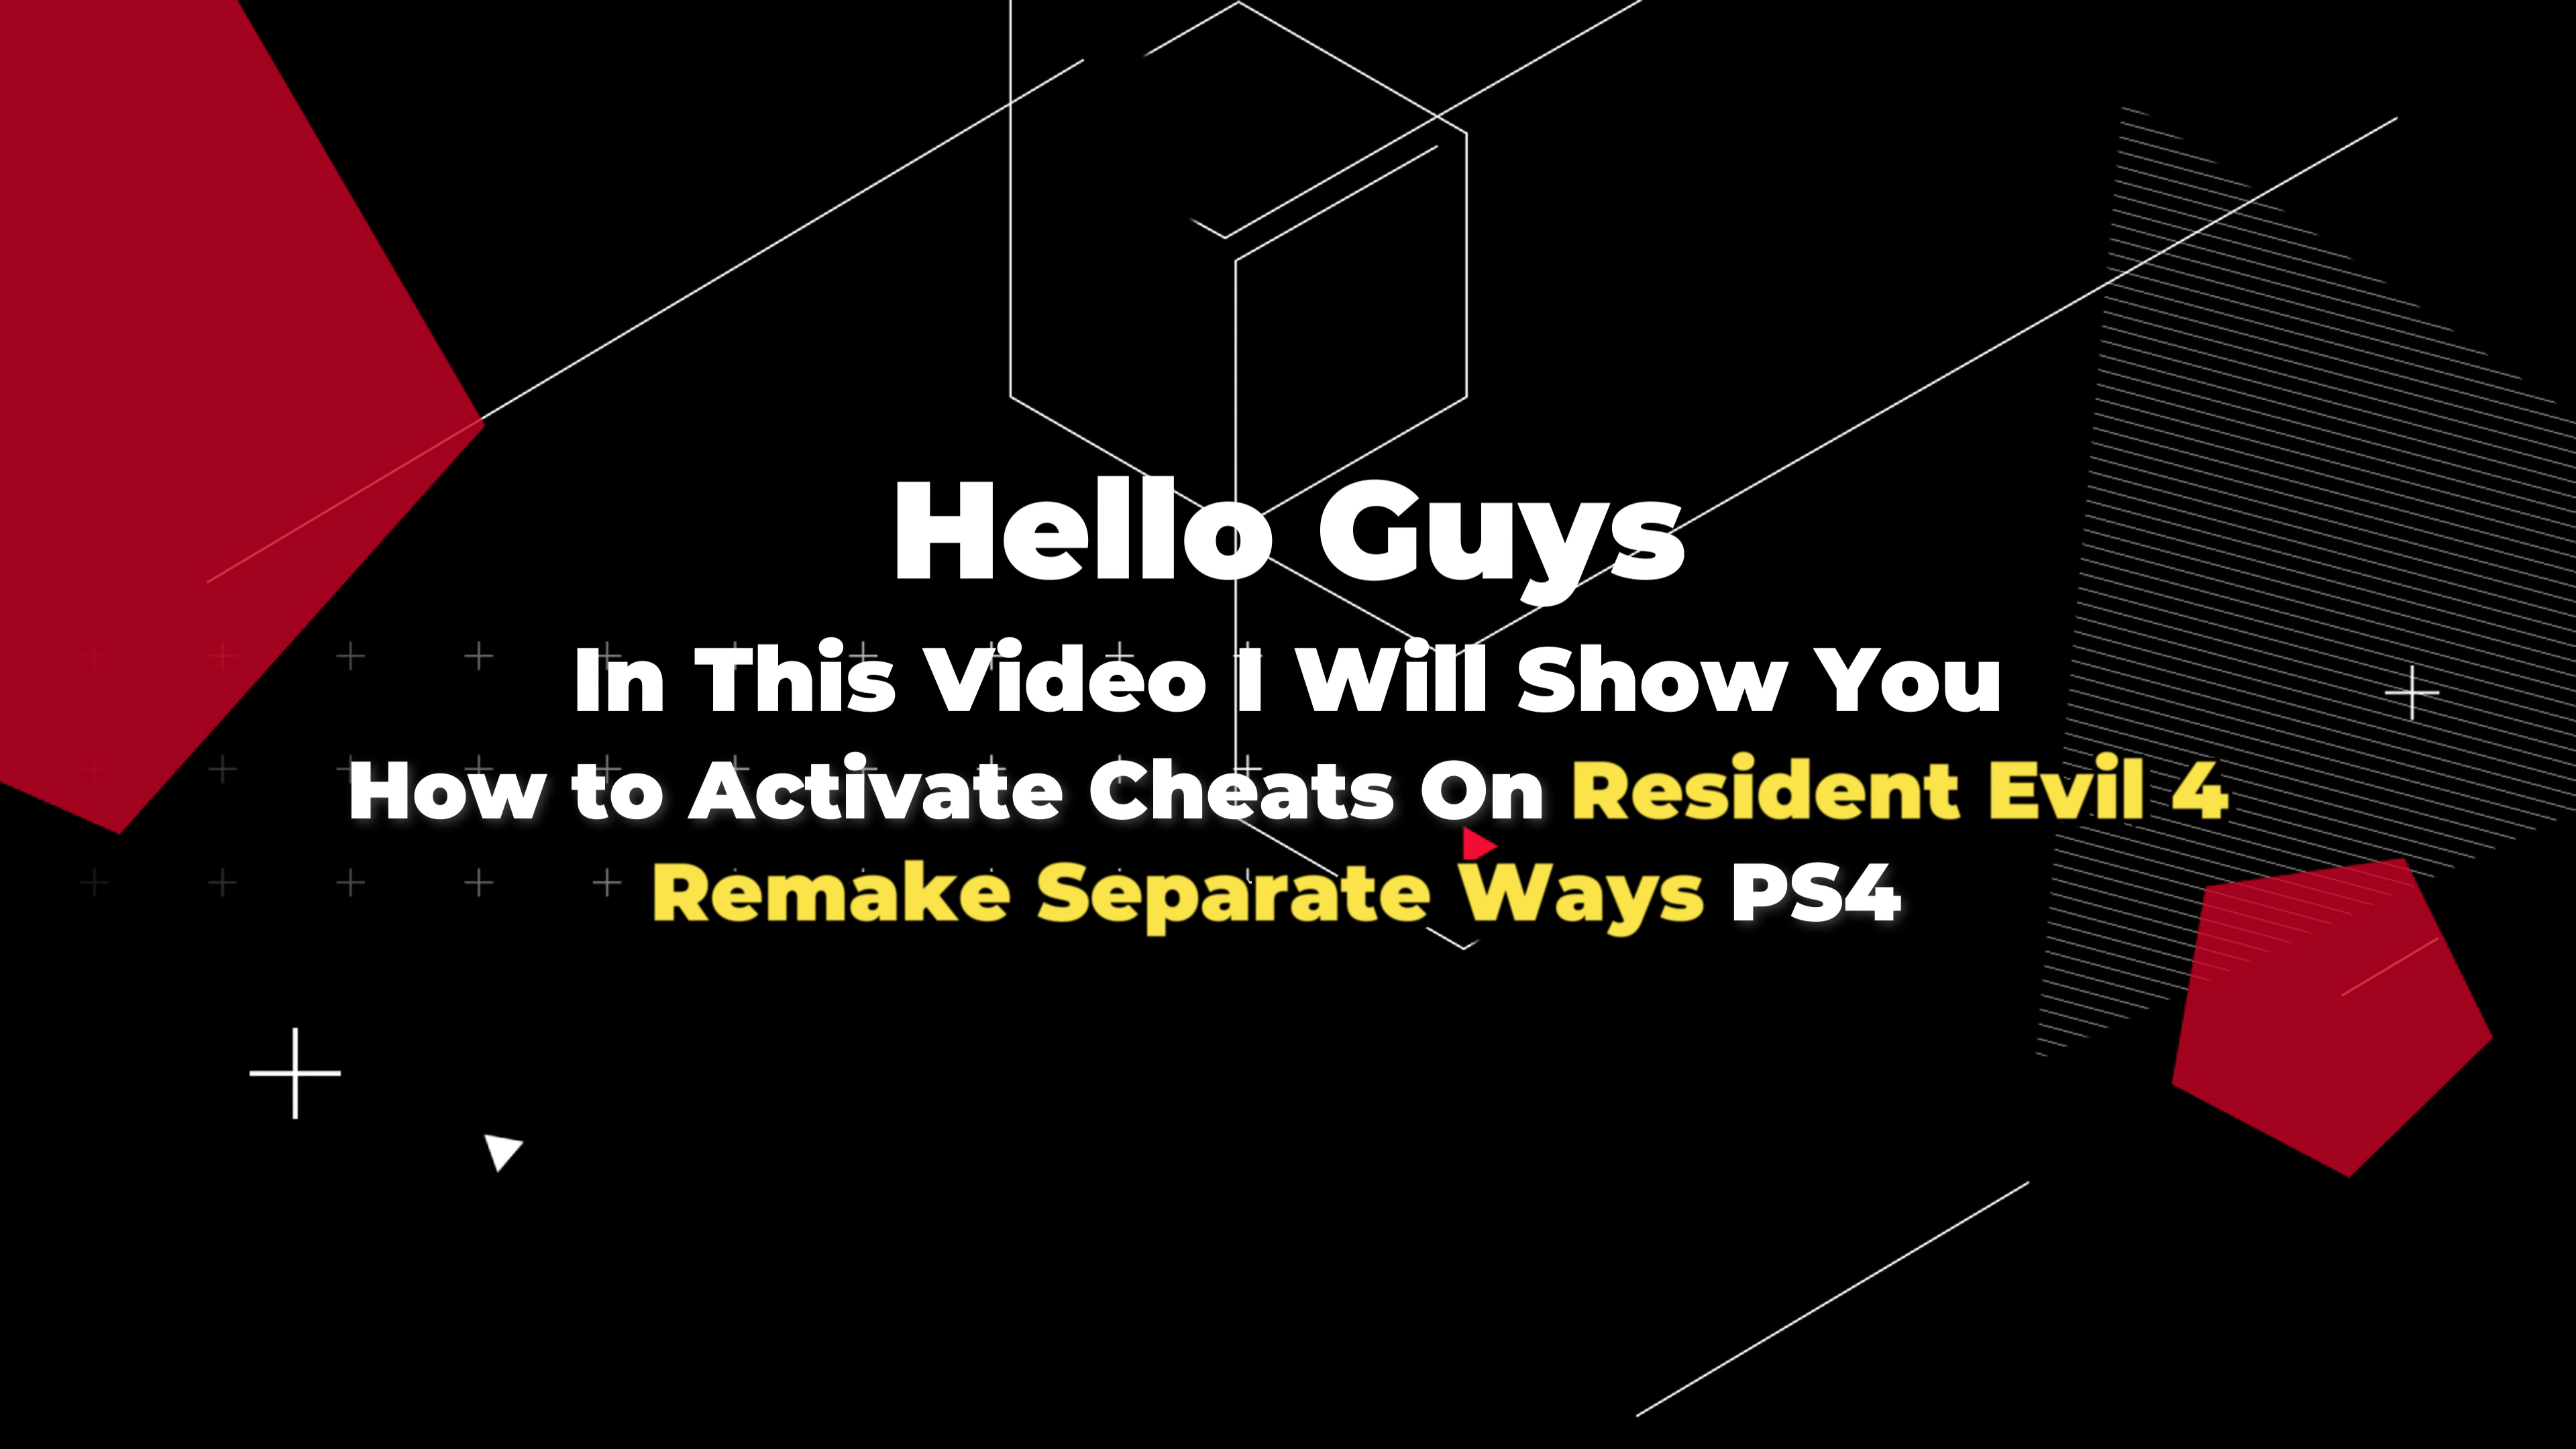 Hello Guys
In This Video I Will Show You
How to Activate Cheats On Resident Evil 4
Remake Separate Ways PS4